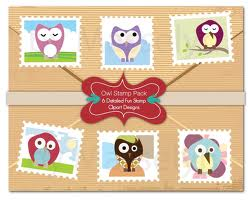 Owl Stamp Pack
6 Detailed Fun Stamp
Clipart Designs